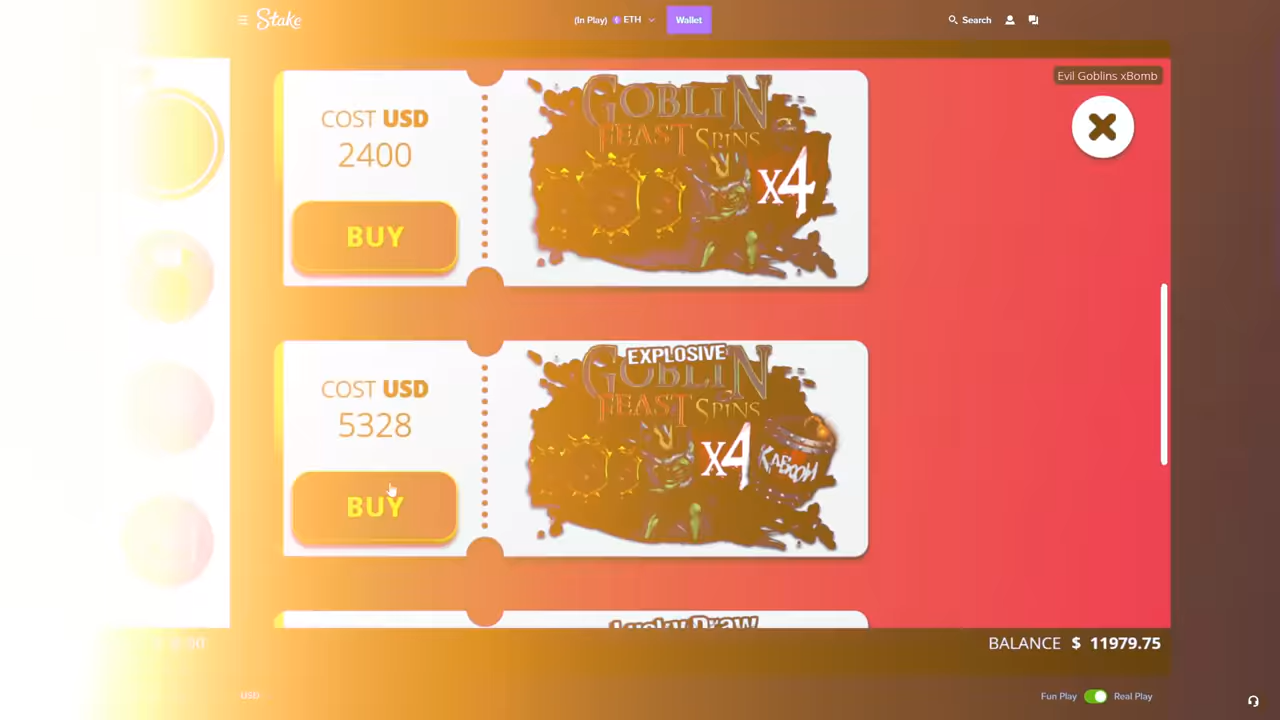 Stake
(In Play) ETH
Wallet
Search
Evil Goblins xBomb
COST USD
2400
BUY
GOBLIN
FEAST SPINS
x4
COST USD
5328
BUY
EXPLOSIVE
GOBLIN
FEAST SPINS
x4
KABOOM
Lucky Draw
BALANCE $ 11979.75
USD
Fun Play
Real Play